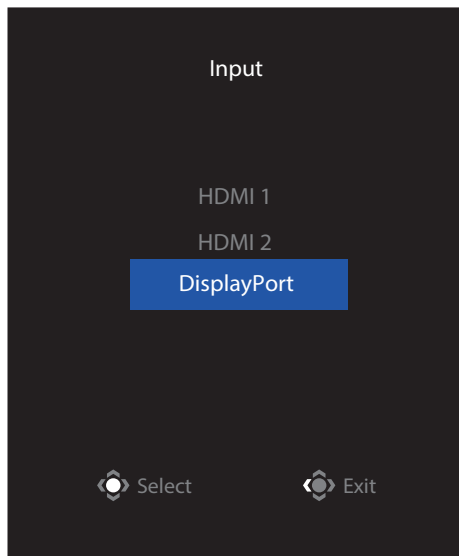 Input
HDMI 1
HDMI 2
DisplayPort
Select Exit